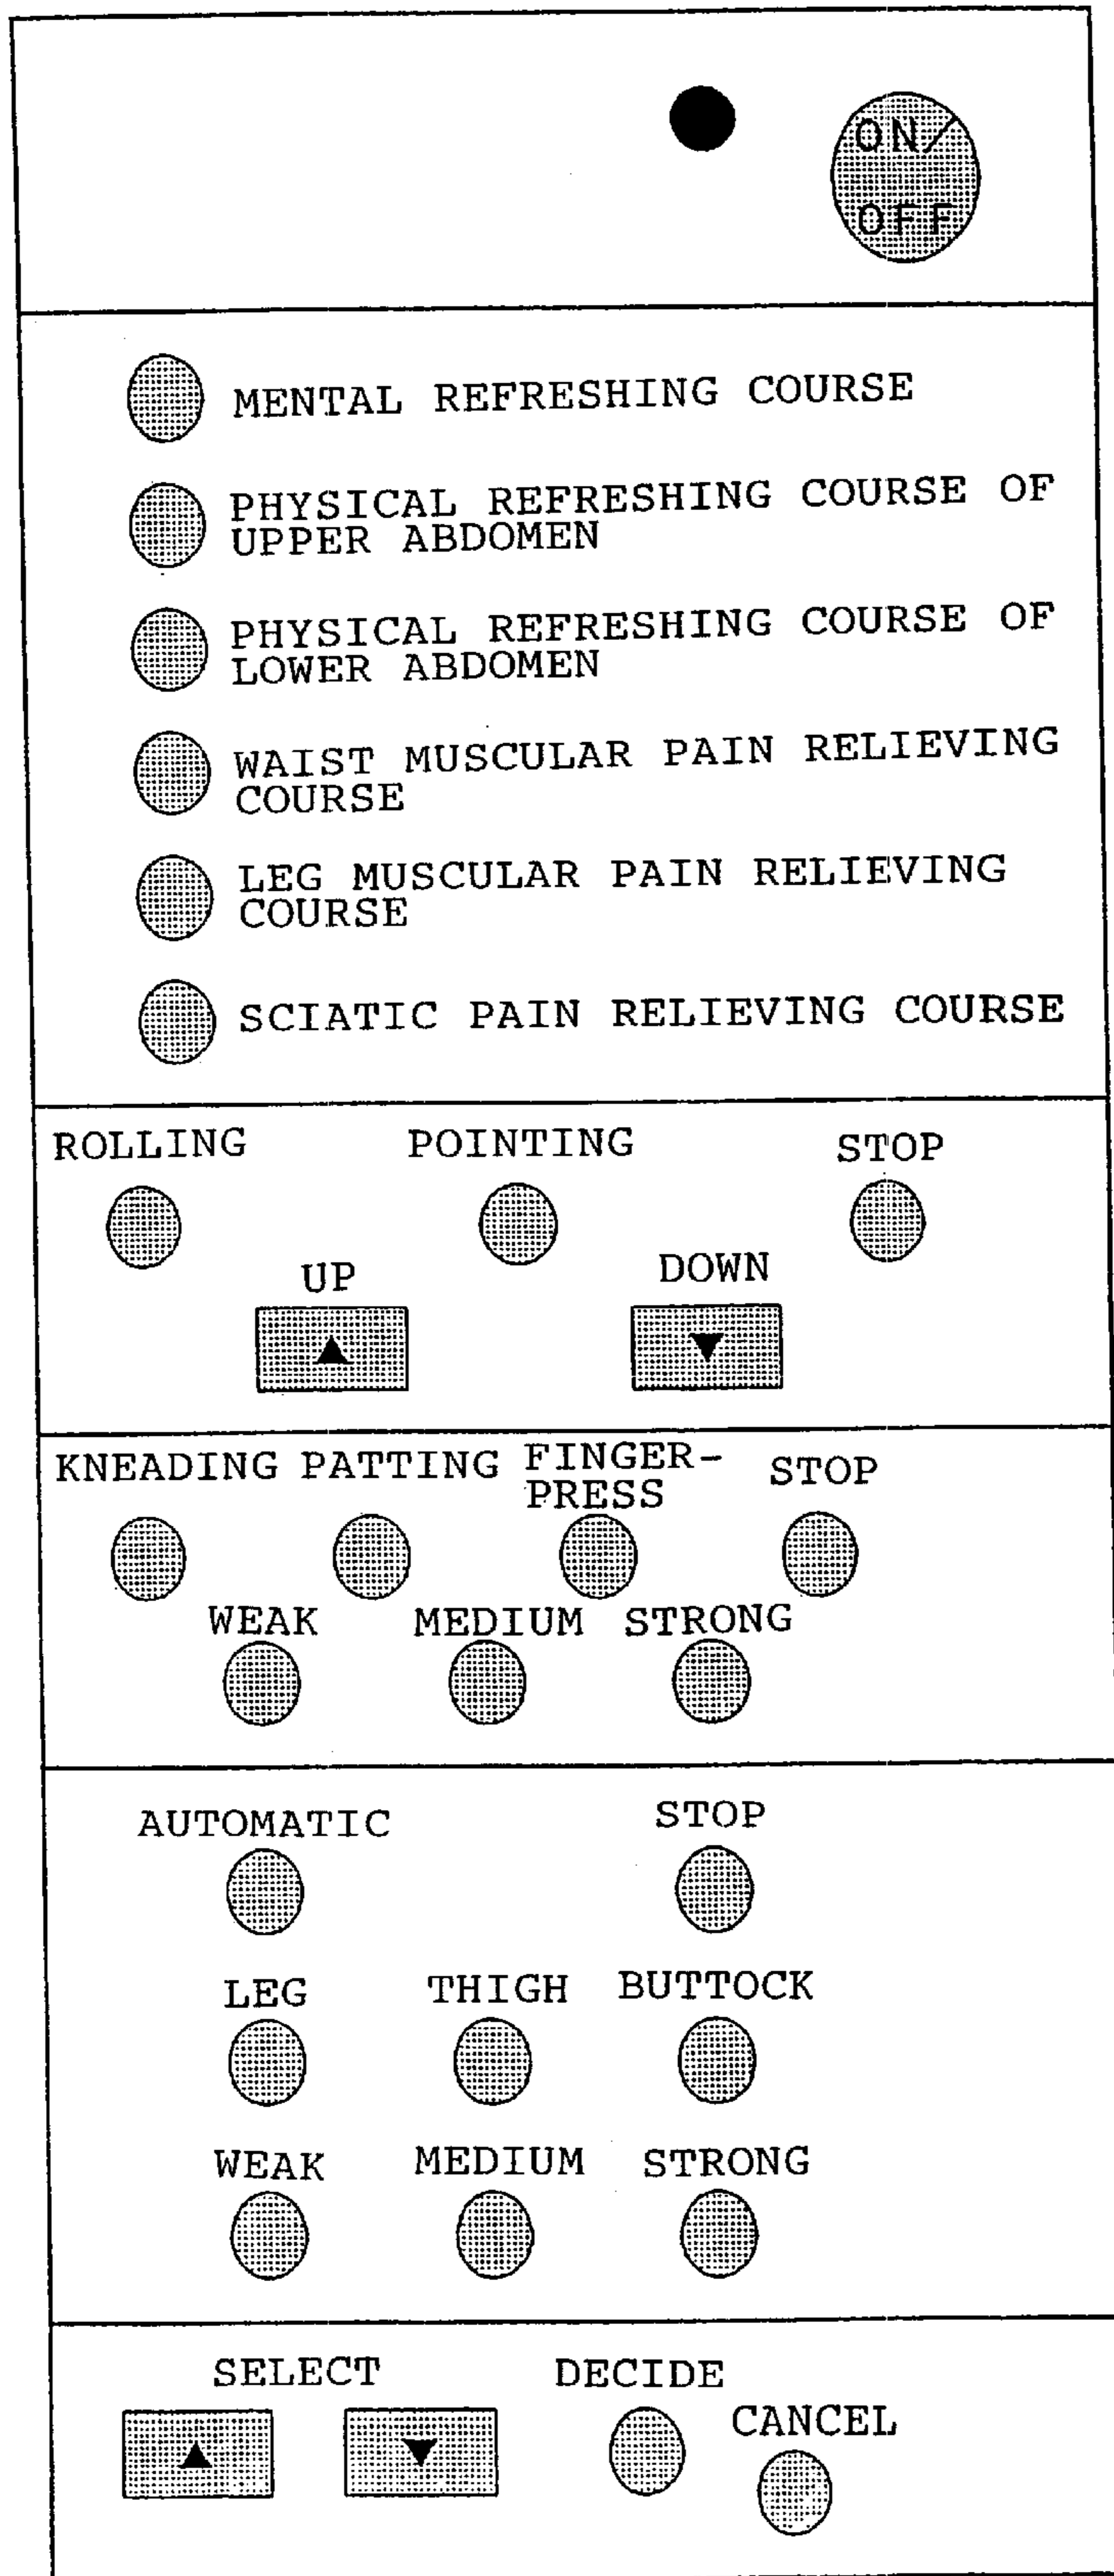 ON/
OFF
MENTAL REFRESHING COURSE
PHYSICAL REFRESHING COURSE OF
UPPER ABDOMEN
PHYSICAL REFRESHING COURSE OF
LOWER ABDOMEN
WAIST MUSCULAR PAIN RELIEVING
COURSE
LEG MUSCULAR PAIN RELIEVING
COURSE
SCIATIC PAIN RELIEVING COURSE
ROLLING POINTING STOP
UP DOWN
▲ ▼
KNEADING PATTING FINGER-
PRESS STOP
WEAK MEDIUM STRONG
AUTOMATIC STOP
LEG THIGH BUTTOCK
WEAK MEDIUM STRONG
SELECT DECIDE
CANCEL
▲ ▼